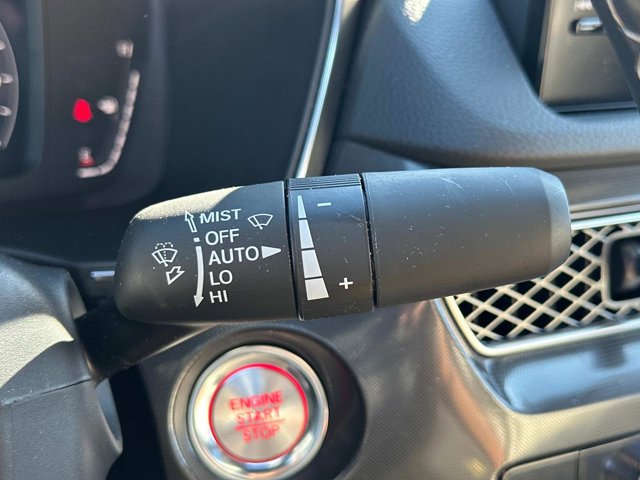 MIST
OFF
AUTO
LO
HI
−
+
ENGINE
START
STOP